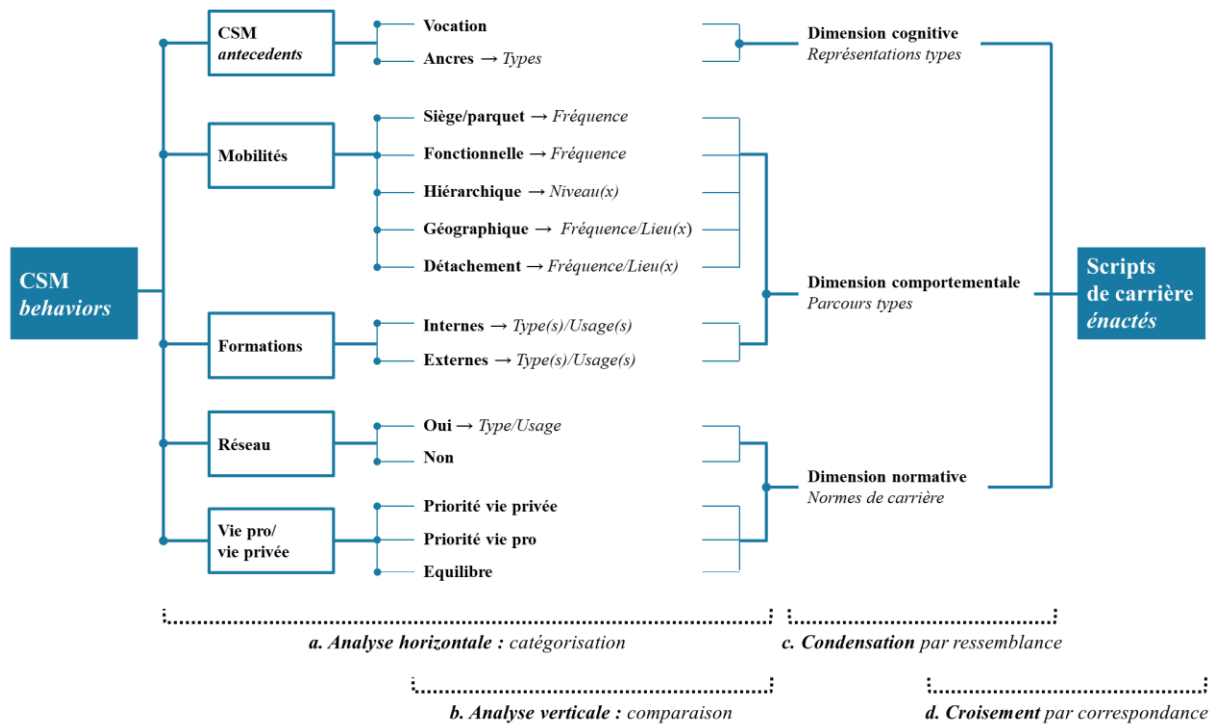 CSM
behaviors
CSM
antecedents
Vocation
Ancres → Types
Dimension cognitive
Représentations types
Mobilités
Siège/parquet → Fréquence
Fonctionnelle → Fréquence
Hiérarchique → Niveau(x)
Géographique → Fréquence/Lieu(x)
Détachement → Fréquence/Lieu(x)
Formations
Internes → Type(s)/Usage(s)
Externes → Type(s)/Usage(s)
Dimension comportementale
Parcours types
Réseau
Oui → Type/Usage
Non
Vie pro/
vie privée
Priorité vie privée
Priorité vie pro
Equilibre
Dimension normative
Normes de carrière
Scripts
de carrière
énactés
a. Analyse horizontale : catégorisation
c. Condensation par ressemblance
b. Analyse verticale : comparaison
d. Croisement par correspondance